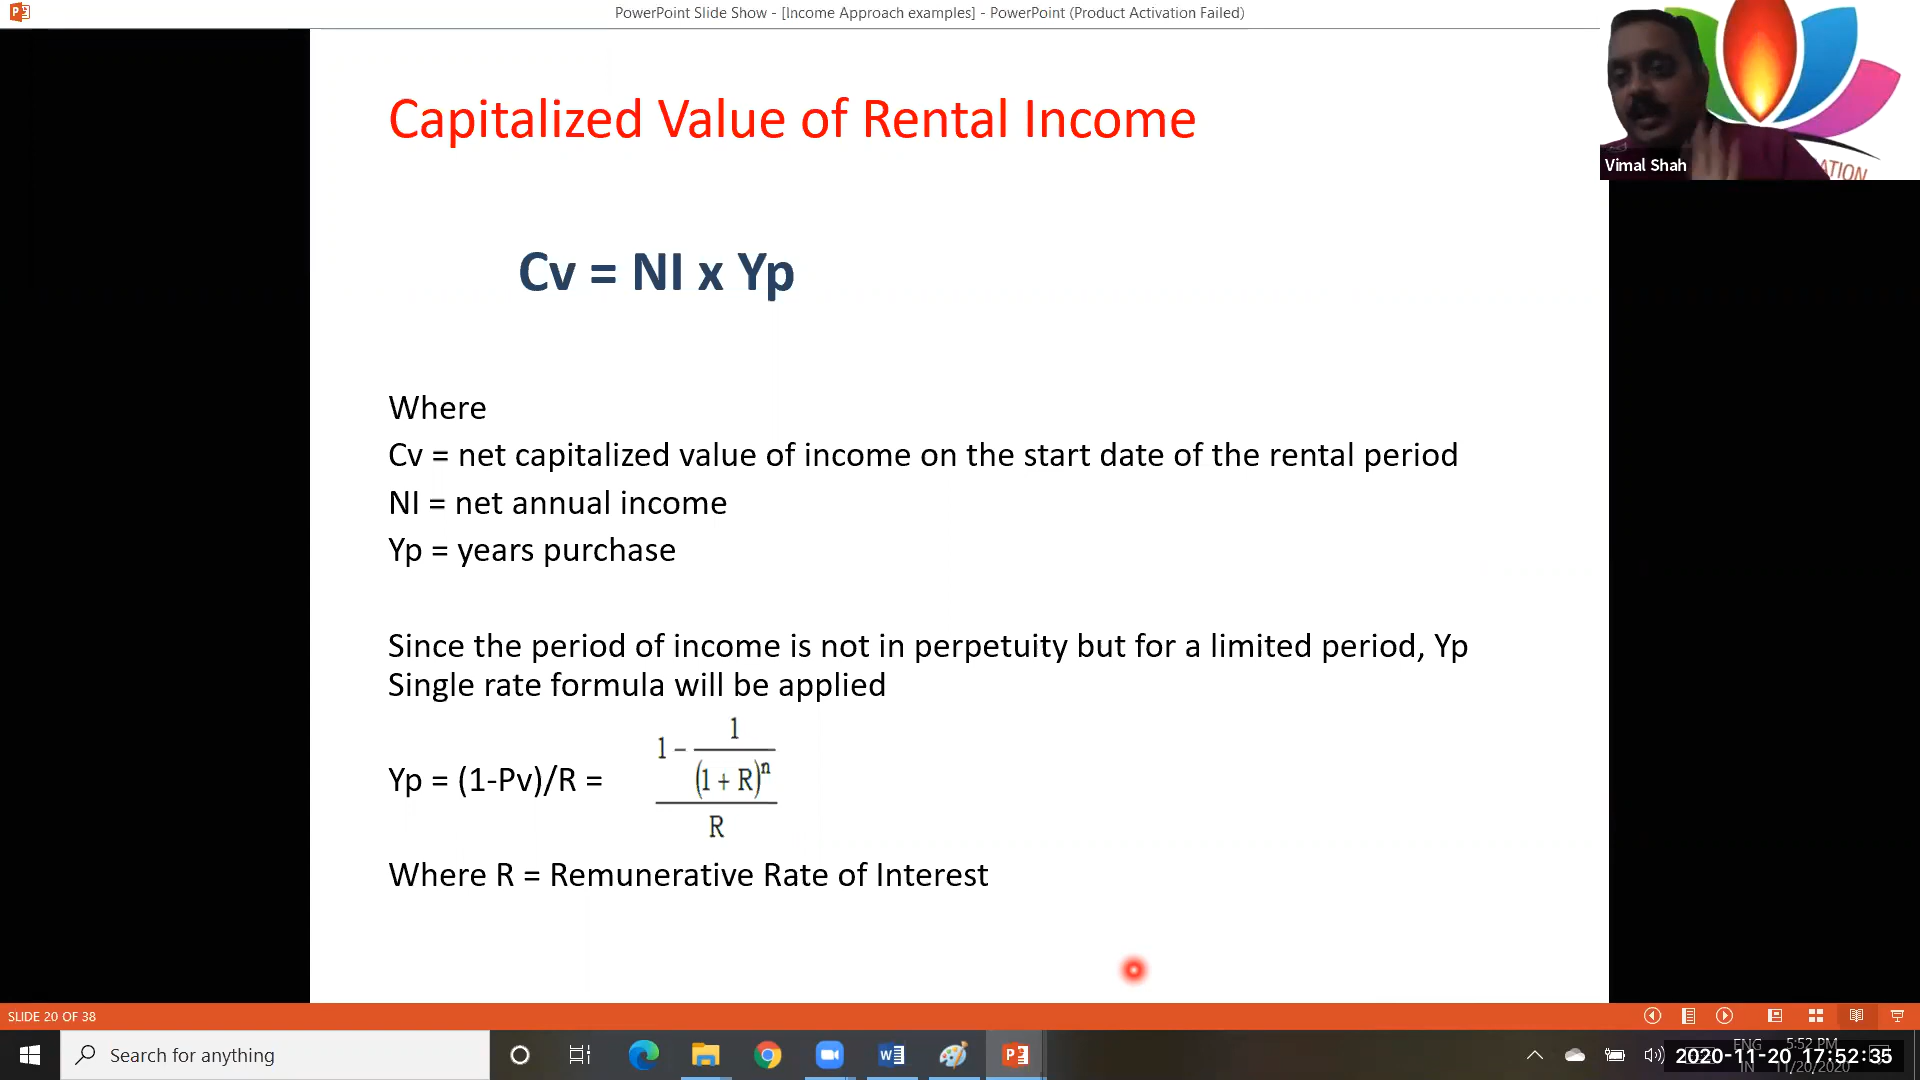 PowerPoint Slide Show - [Income Approach examples] - PowerPoint (Product Activation Failed)
Capitalized Value of Rental Income
Vimal Shah
ATION
Cv = NI x Yp
Where
Cv = net capitalized value of income on the start date of the rental period
NI = net annual income
Yp = years purchase
Since the period of income is not in perpetuity but for a limited period, Yp
Single rate formula will be applied
Yp = (1-Pv)/R =
1
1 -
(1 + R)ⁿ
R
Where R = Remunerative Rate of Interest
SLIDE 20 OF 38
Search for anything
ENG
IN
5:52 PM
11/20/2020
2020-11-20 17:52:35